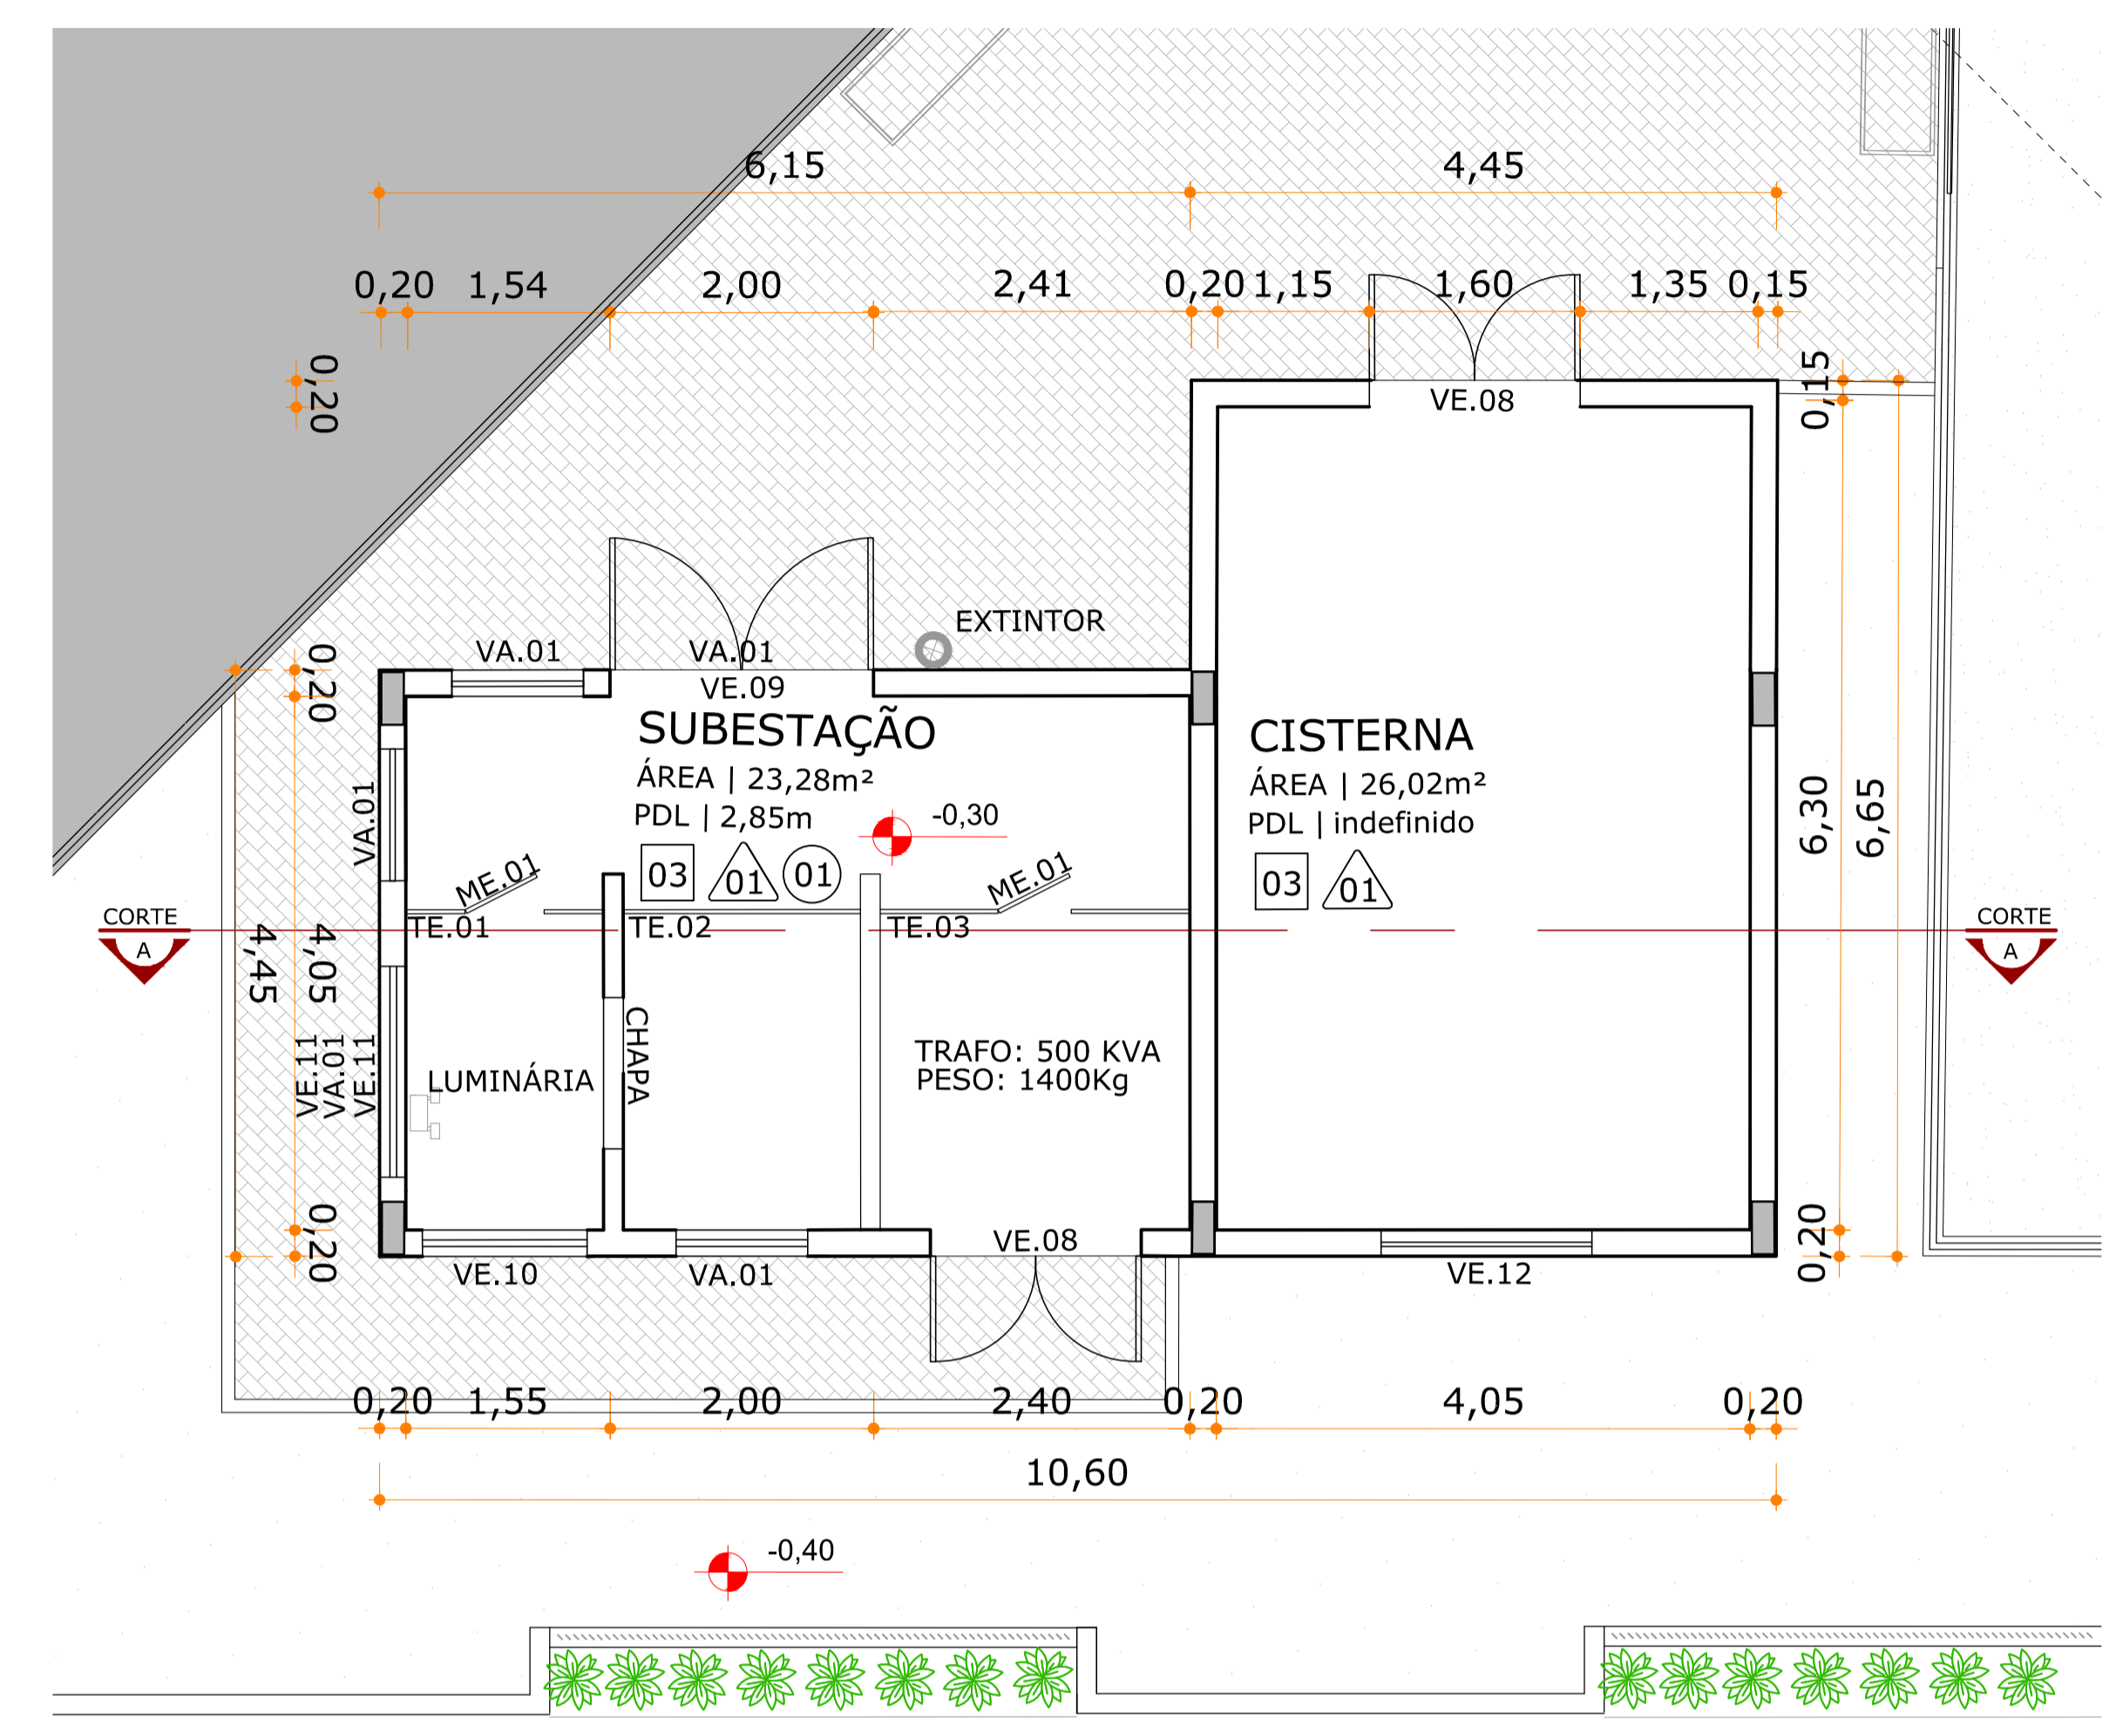 6,15
4,45
0,20
1,54
2,00
2,41
0,20
1,15
1,60
1,35
0,15
0,20
0,15
VE.08
EXTINTOR
VA.01
VA.01
VE.09
0,20
SUBESTAÇÃO
ÁREA | 23,28m²
PDL | 2,85m
-0,30
03
01
01
CISTERNA
ÁREA | 26,02m²
PDL | indefinido
03
01
VA.01
6,30
6,65
ME.01
ME.01
CORTE
A
TE.01
TE.02
TE.03
CORTE
A
4,45
4,05
VE.11
VA.01
VE.11
LUMINÁRIA
CHAPA
TRAFO: 500 KVA
PESO: 1400Kg
0,20
0,20
VE.10
VA.01
VE.08
VE.12
0,20
1,55
2,00
2,40
0,20
4,05
0,20
10,60
-0,40